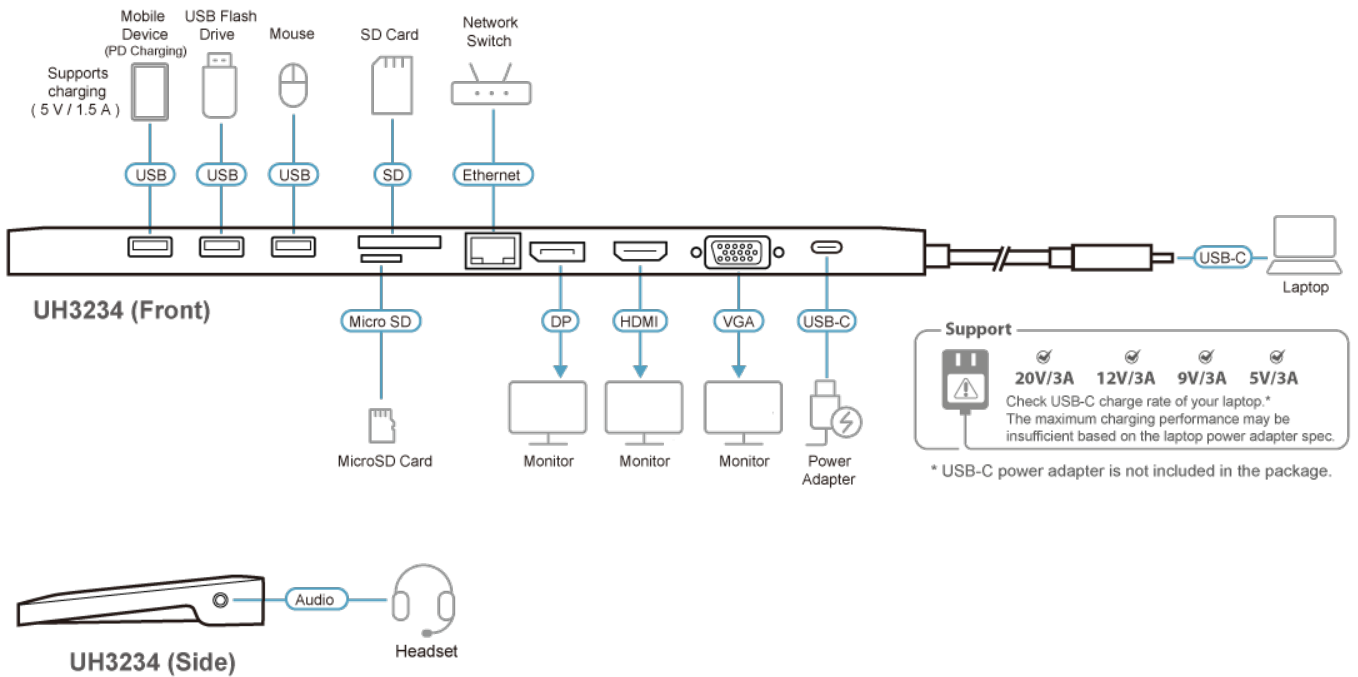 Mobile
Device
(PD Charging)
USB Flash
Drive
Mouse
SD Card
Network
Switch
Supports
charging
( 5 V / 1.5 A )
USB
USB
USB
SD
Ethernet
USB-C
Laptop
UH3234 (Front)
Micro SD
DP
HDMI
VGA
USB-C
MicroSD Card
Monitor
Monitor
Monitor
Power
Adapter
Support
20V/3A
12V/3A
9V/3A
5V/3A
Check USB-C charge rate of your laptop.*
The maximum charging performance may be
insufficient based on the laptop power adapter spec.
* USB-C power adapter is not included in the package.
Audio
Headset
UH3234 (Side)